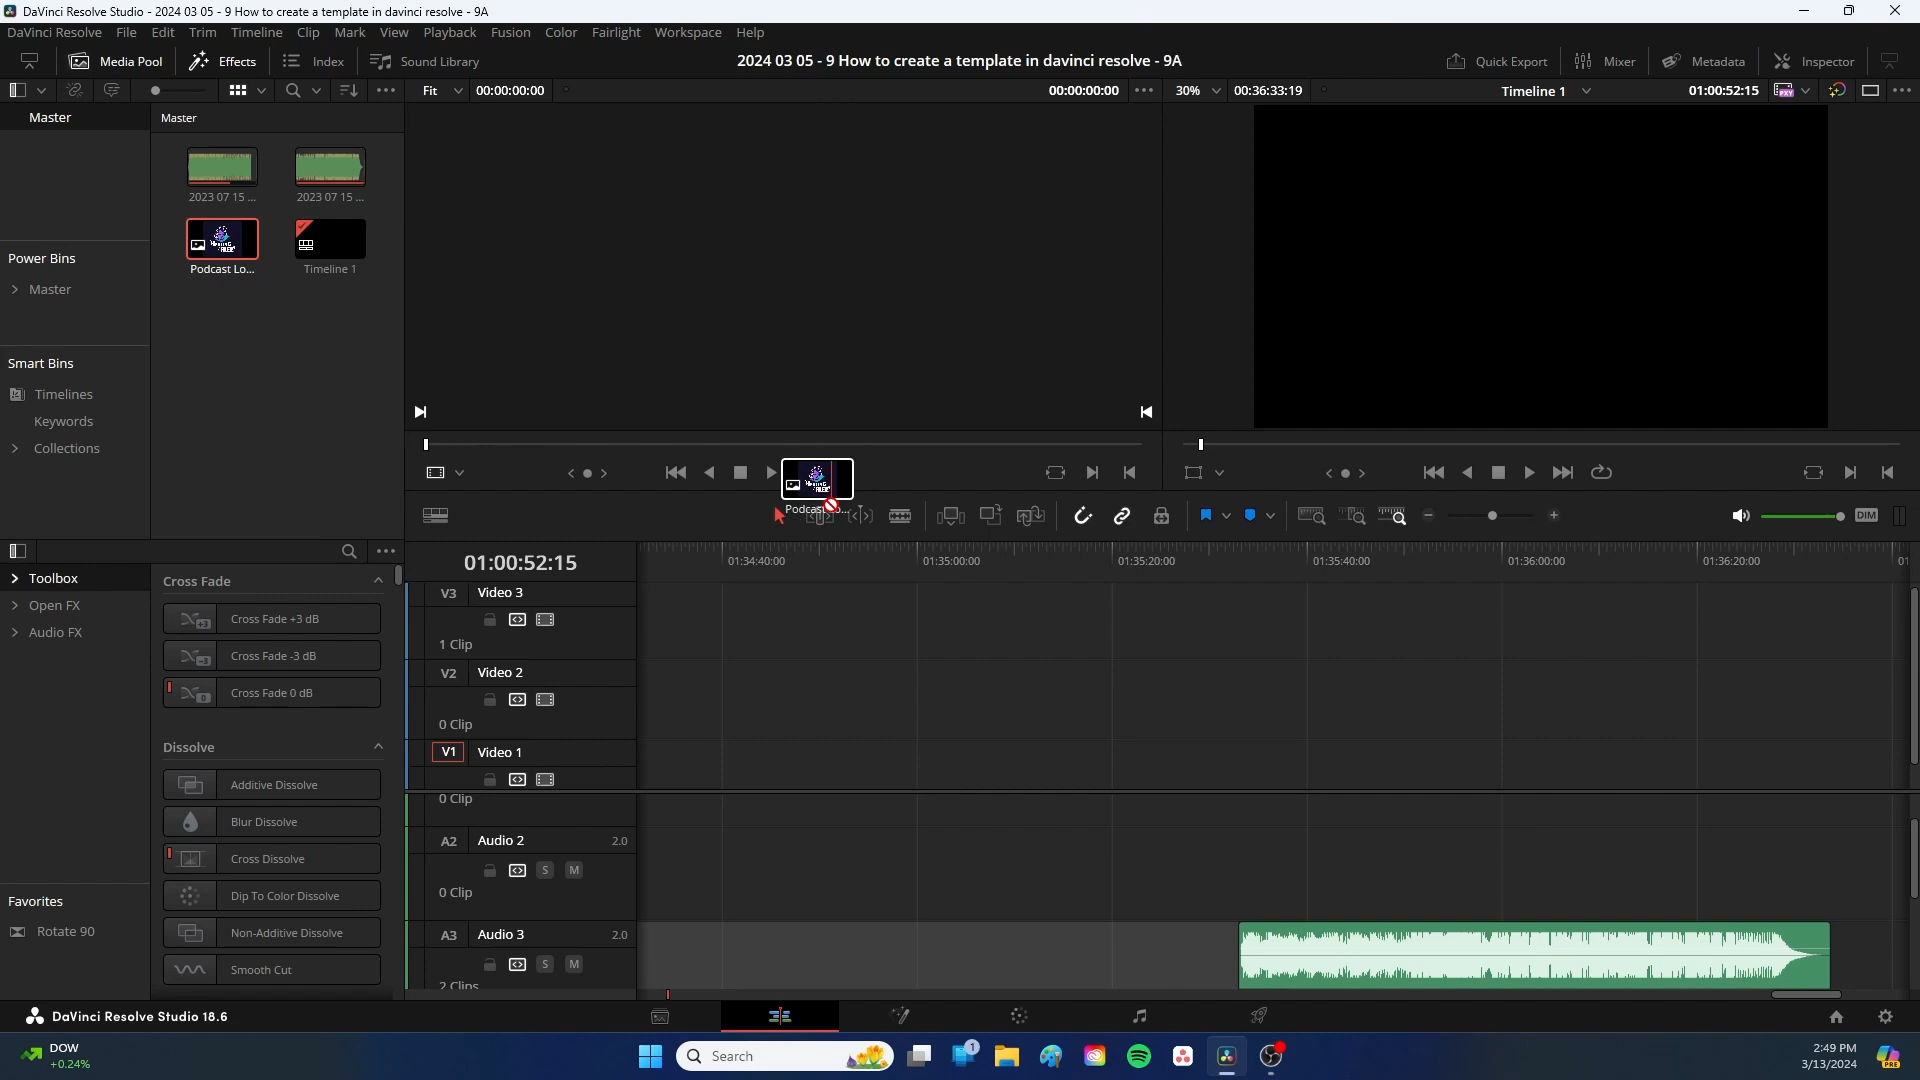 DaVinci Resolve Studio - 2024 03 05 - 9 How to create a template in davinci resolve - 9A
DaVinci Resolve File Edit Trim Timeline Clip Mark View Playback Fusion Color Fairlight Workspace Help
Media Pool Effects Index Sound Library 2024 03 05 - 9 How to create a template in davinci resolve - 9A Quick Export Mixer Metadata Inspector
Fit 00:00:00:00 00:00:00:00 30% 00:36:33:19 Timeline 1 01:00:52:15 PXY
Master
Master
2023 07 15 ... 2023 07 15 ...
Podcast Lo... Timeline 1
Power Bins
Master
Smart Bins
Timelines
Keywords
Collections
DIM
01:00:52:15
01:34:40:00 01:35:00:00 01:35:20:00 01:35:40:00 01:36:00:00 01:36:20:00 01
V3 Video 3
1 Clip
V2 Video 2
0 Clip
V1 Video 1
0 Clip
A2 Audio 2 2.0
S M
0 Clip
A3 Audio 3 2.0
S M
2 Clips
Toolbox
Open FX
Audio FX
Favorites
Rotate 90
Cross Fade
+3 Cross Fade +3 dB
-3 Cross Fade -3 dB
0 Cross Fade 0 dB
Dissolve
Additive Dissolve
Blur Dissolve
Cross Dissolve
Dip To Color Dissolve
Non-Additive Dissolve
Smooth Cut
DaVinci Resolve Studio 18.6
DOW
+0.24%
Search
1
2:49 PM
3/13/2024
PRE